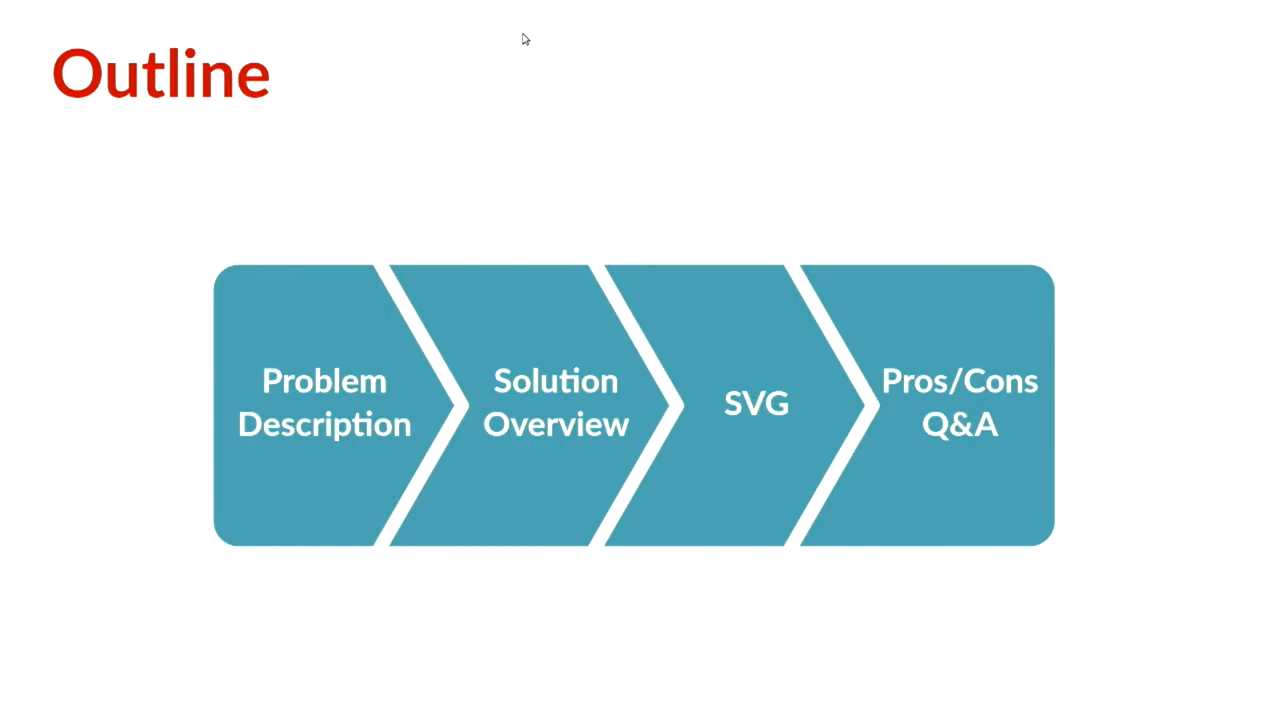 Outline
Problem
Description
Solution
Overview
SVG
Pros/Cons
Q&A